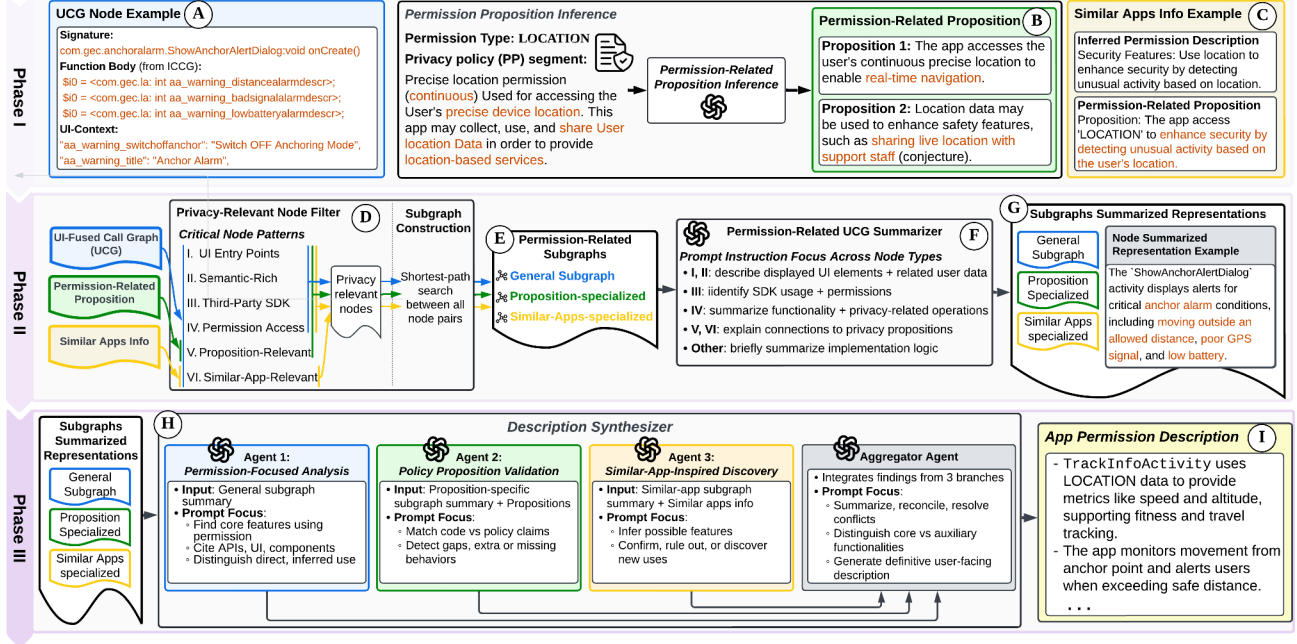 Phase I
UCG Node Example
A
Signature:
com.gec.anchoralarm.ShowAnchorAlertDialog:void onCreate()
Function Body (from ICCG):
$i0 = <com.gec.la: int aa_warning_distancealarmdescr>;
$i0 = <com.gec.la: int aa_warning_badsignalalarmdescr>;
$i0 = <com.gec.la: int aa_warning_lowbatteryalarmdescr>;
UI-Context:
"aa_warning_switchoffanchor": "Switch OFF Anchoring Mode",
"aa_warning_title": "Anchor Alarm",
Permission Proposition Inference
Permission Type: LOCATION
Privacy policy (PP) segment:
Precise location permission
(continuous) Used for accessing the
User's precise device location. This
app may collect, use, and share User
location Data in order to provide
location-based services.
Permission-Related
Proposition Inference
Permission-Related Proposition
B
Proposition 1: The app accesses the
user's continuous precise location to
enable real-time navigation.
Proposition 2: Location data may
be used to enhance safety features,
such as sharing live location with
support staff (conjecture).
Similar Apps Info Example
C
Inferred Permission Description
Security Features: Use location to
enhance security by detecting
unusual activity based on location.
Permission-Related Proposition
Proposition: The app access
'LOCATION' to enhance security by
detecting unusual activity based on
the user's location.
Phase II
UI-Fused Call Graph
(UCG)
Permission-Related
Proposition
Similar Apps Info
Privacy-Relevant Node Filter
D
Critical Node Patterns
I. UI Entry Points
II. Semantic-Rich
III. Third-Party SDK
IV. Permission Access
V. Proposition-Relevant
VI. Similar-App-Relevant
Privacy
relevant
nodes
Subgraph
Construction
Shortest-path
search
between all
node pairs
E
Permission-Related
Subgraphs
General Subgraph
Proposition-specialized
Similar-Apps-specialized
Permission-Related UCG Summarizer
F
Prompt Instruction Focus Across Node Types
• I, II: describe displayed UI elements + related user data
• III: iidentify SDK usage + permissions
• IV: summarize functionality + privacy-related operations
• V, VI: explain connections to privacy propositions
• Other: briefly summarize implementation logic
G
Subgraphs Summarized Representations
General
Subgraph
Proposition
Specialized
Similar Apps
specialized
Node Summarized
Representation Example
The `ShowAnchorAlertDialog`
activity displays alerts for
critical anchor alarm conditions,
including moving outside an
allowed distance, poor GPS
signal, and low battery.
Phase III
Subgraphs
Summarized
Representations
General
Subgraph
Proposition
Specialized
Similar Apps
specialized
H
Description Synthesizer
Agent 1:
Permission-Focused Analysis
• Input: General subgraph
summary
• Prompt Focus:
◦ Find core features using
permission
◦ Cite APIs, UI, components
◦ Distinguish direct, inferred use
Agent 2:
Policy Proposition Validation
• Input: Proposition-specific
subgraph summary + Propositions
• Prompt Focus:
◦ Match code vs policy claims
◦ Detect gaps, extra or missing
behaviors
Agent 3:
Similar-App-Inspired Discovery
• Input: Similar-app subgraph
summary + Similar apps info
• Prompt Focus:
◦ Infer possible features
◦ Confirm, rule out, or discover
new uses
Aggregator Agent
• Integrates findings from 3 branches
• Prompt Focus:
◦ Summarize, reconcile, resolve
conflicts
◦ Distinguish core vs auxiliary
functionalities
◦ Generate definitive user-facing
description
App Permission Description
I
- TrackInfoActivity uses
LOCATION data to provide
metrics like speed and altitude,
supporting fitness and travel
tracking.
- The app monitors movement from
anchor point and alerts users
when exceeding safe distance.
...